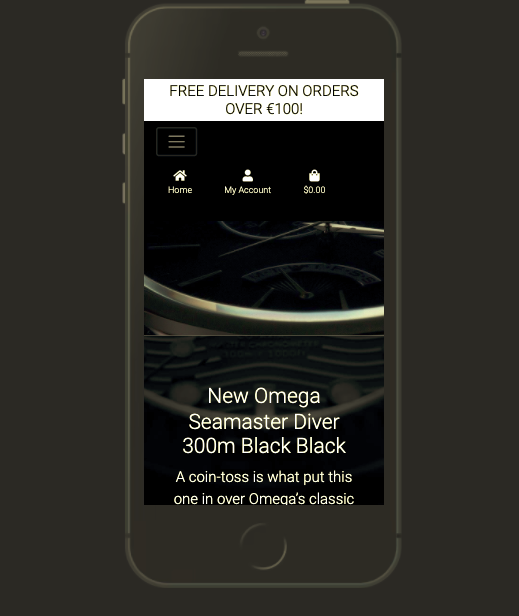 FREE DELIVERY ON ORDERS
OVER €100!
Home
My Account
$0.00
New Omega
Seamaster Diver
300m Black Black
A coin-toss is what put this
one in over Omega's classic